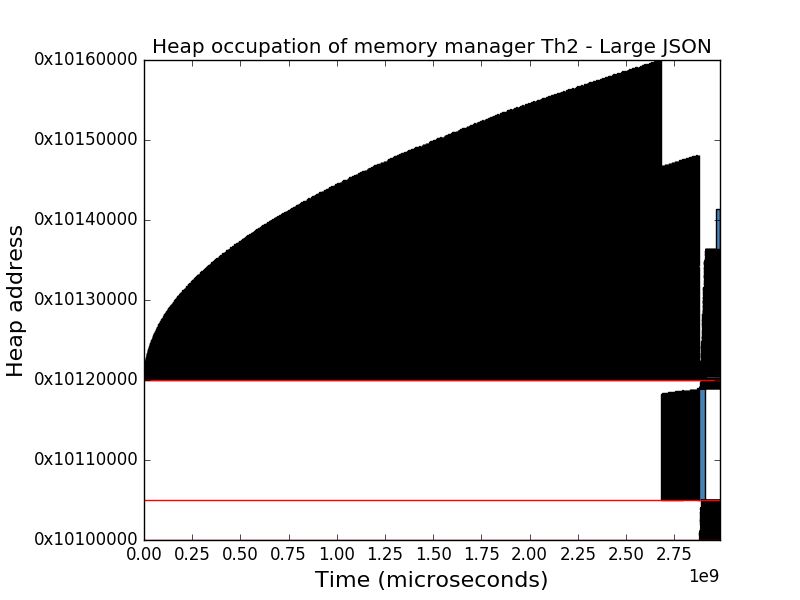 Heap occupation of memory manager Th2 - Large JSON
0x10160000
0x10150000
0x10140000
0x10130000
0x10120000
0x10110000
0x10100000
Heap address
0.00 0.25 0.50 0.75 1.00 1.25 1.50 1.75 2.00 2.25 2.50 2.75
1e9
Time (microseconds)